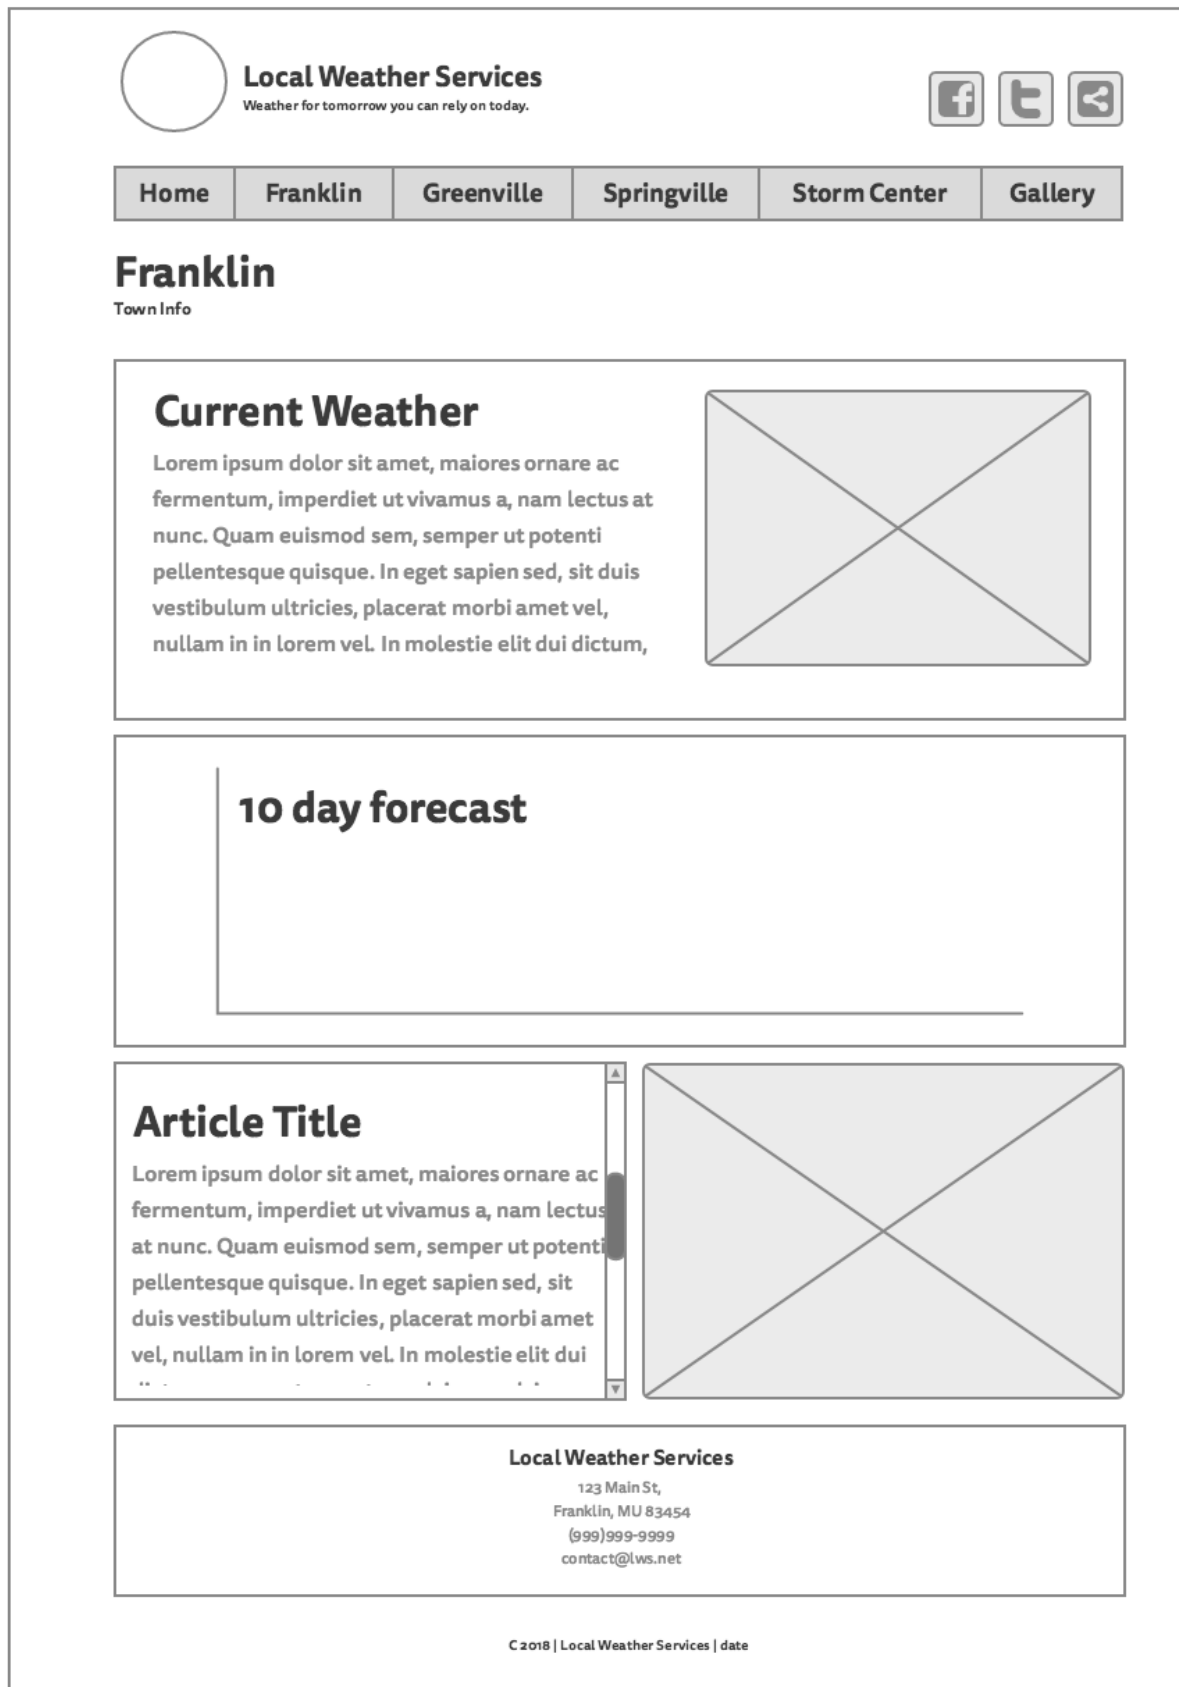 Local Weather Services
Weather for tomorrow you can rely on today.
Home Franklin Greenville Springville Storm Center Gallery
Franklin
Town Info
Current Weather
Lorem ipsum dolor sit amet, maiores ornare ac
fermentum, imperdiet ut vivamus a, nam lectus at
nunc. Quam euismod sem, semper ut potenti
pellentesque quisque. In eget sapien sed, sit duis
vestibulum ultricies, placerat morbi amet vel,
nullam in in lorem vel. In molestie elit dui dictum,
10 day forecast
Article Title
Lorem ipsum dolor sit amet, maiores ornare ac
fermentum, imperdiet ut vivamus a, nam lectus
at nunc. Quam euismod sem, semper ut potenti
pellentesque quisque. In eget sapien sed, sit
duis vestibulum ultricies, placerat morbi amet
vel, nullam in in lorem vel. In molestie elit dui
Local Weather Services
123 Main St,
Franklin, MU 83454
(999)999-9999
contact@lws.net
C 2018 | Local Weather Services | date